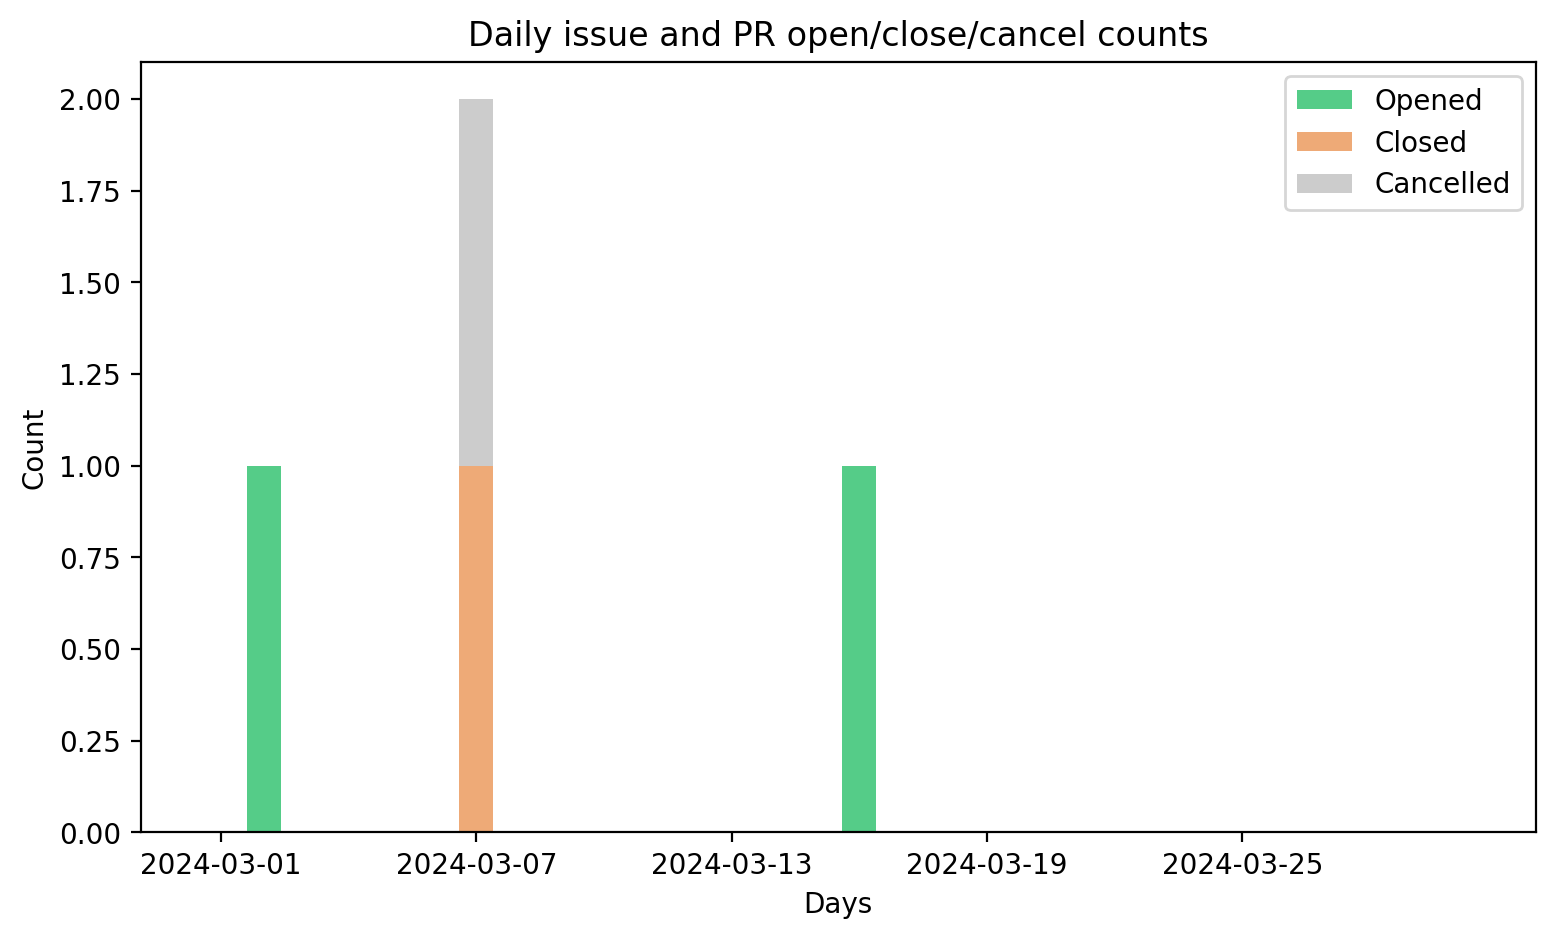 Daily issue and PR open/close/cancel counts
Opened
Closed
Cancelled
2.00
1.75
1.50
1.25
1.00
0.75
0.50
0.25
0.00
Count
2024-03-01 2024-03-07 2024-03-13 2024-03-19 2024-03-25
Days